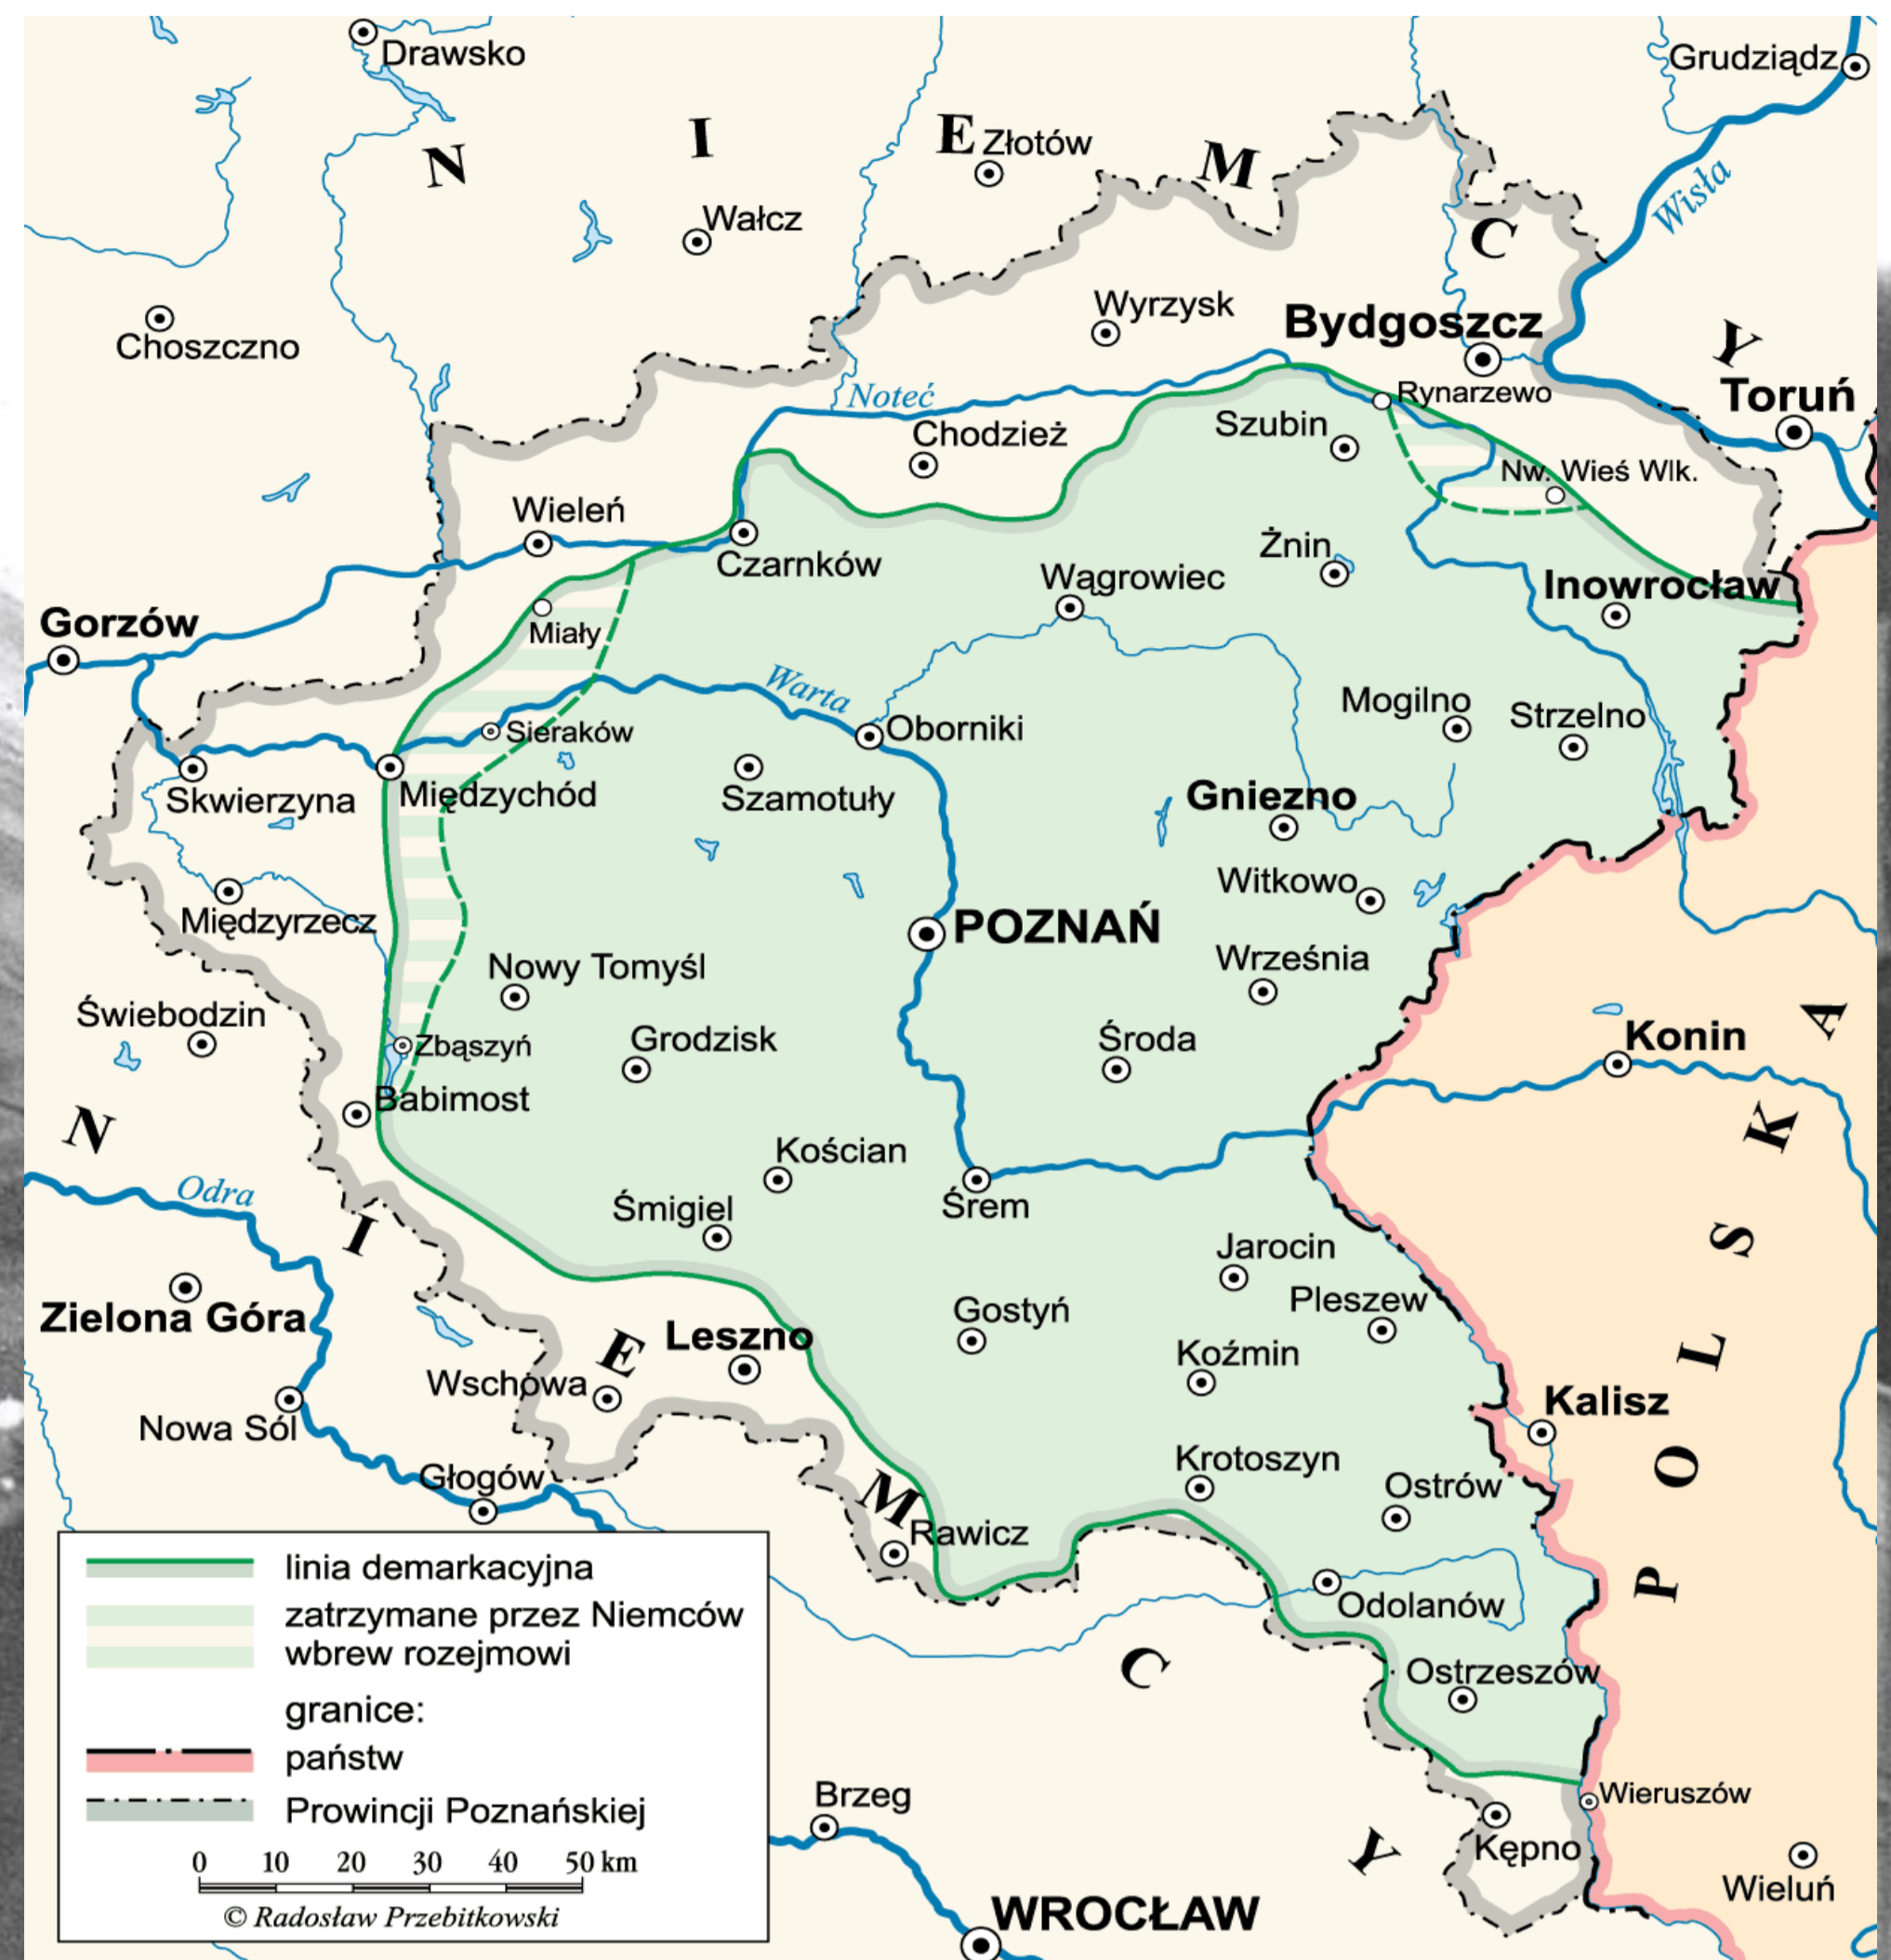 Drawsko
Grudziądz
N I E M C Y
Złotów
Wisła
Wałcz
Wyrzysk
Choszczno
Bydgoszcz
Toruń
Noteć
Rynarzewo
Szubin
Chodzież
Nw. Wieś Wlk.
Wieleń
Czarnków
Żnin
Wągrowiec
Inowrocław
Gorzów
Miały
Warta
Sieraków
Oborniki
Mogilno
Strzelno
Skwierzyna
Międzychód
Szamotuły
Gniezno
Witkowo
Międzyrzecz
POZNAŃ
Nowy Tomyśl
Września
Świebodzin
Zbąszyń
Grodzisk
Środa
Konin
Babimost
Kościan
Odra
Śmigiel
Śrem
Jarocin
Pleszew
Gostyń
Zielona Góra
Leszno
Koźmin
Wschowa
Kalisz
Nowa Sól
Krotoszyn
Głogów
Ostrów
Rawicz
Odolanów
Ostrzeszów
Brzeg
Wieruszów
Kępno
Wieluń
WROCŁAW
N I E M C Y
P O L S K A
linia demarkacyjna
zatrzymane przez Niemców
wbrew rozejmowi
granice:
państw
Prowincji Poznańskiej
0 10 20 30 40 50 km
© Radosław Przebitkowski